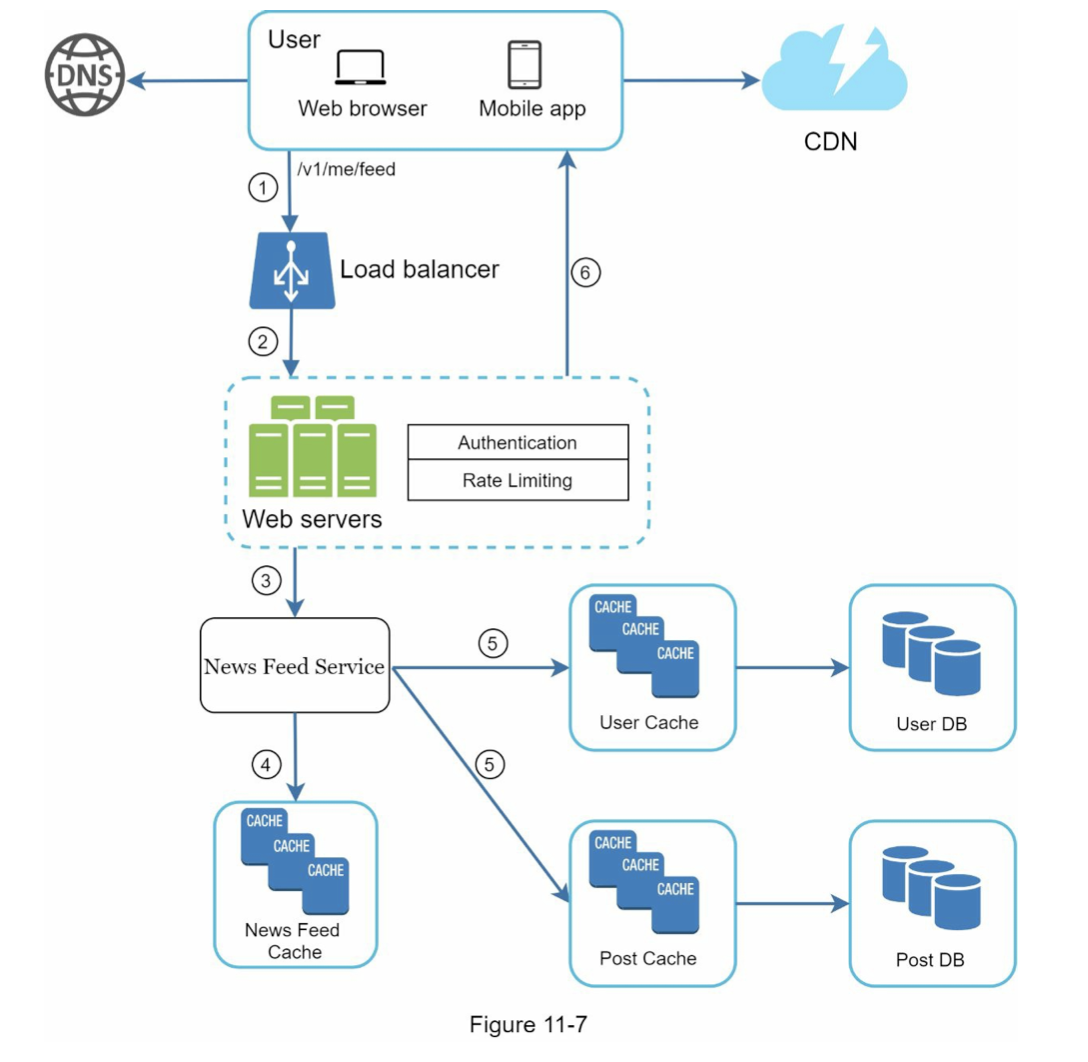 User
DNS
Web browser
Mobile app
CDN
/v1/me/feed
1
Load balancer
6
2
Authentication
Rate Limiting
Web servers
3
CACHE
CACHE
CACHE
User Cache
User DB
5
News Feed Service
4
5
CACHE
CACHE
CACHE
News Feed
Cache
CACHE
CACHE
CACHE
Post Cache
Post DB
Figure 11-7